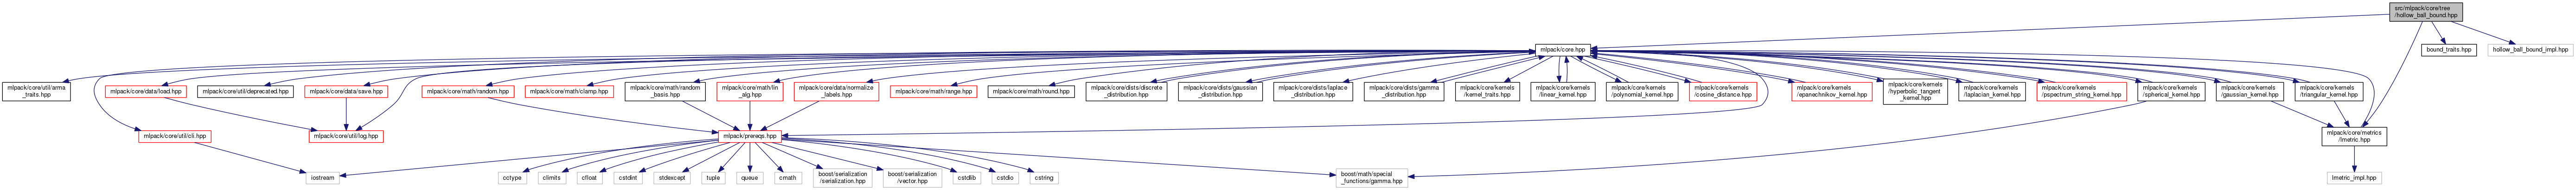 src/mlpack/core/tree
/hollow_ball_bound.hpp
mlpack/core.hpp
bound_traits.hpp
hollow_ball_bound_impl.hpp
mlpack/core/util/arma
_traits.hpp
mlpack/core/data/load.hpp
mlpack/core/util/deprecated.hpp
mlpack/core/data/save.hpp
mlpack/core/math/random.hpp
mlpack/core/math/clamp.hpp
mlpack/core/math/random
_basis.hpp
mlpack/core/math/lin
_alg.hpp
mlpack/core/data/normalize
_labels.hpp
mlpack/core/math/range.hpp
mlpack/core/math/round.hpp
mlpack/core/dists/discrete
_distribution.hpp
mlpack/core/dists/gaussian
_distribution.hpp
mlpack/core/dists/laplace
_distribution.hpp
mlpack/core/dists/gamma
_distribution.hpp
mlpack/core/kernels
/kernel_traits.hpp
mlpack/core/kernels
/linear_kernel.hpp
mlpack/core/kernels
/polynomial_kernel.hpp
mlpack/core/kernels
/cosine_distance.hpp
mlpack/core/kernels
/epanechnikov_kernel.hpp
mlpack/core/kernels
/hyperbolic_tangent
_kernel.hpp
mlpack/core/kernels
/laplacian_kernel.hpp
mlpack/core/kernels
/pspectrum_string_kernel.hpp
mlpack/core/kernels
/spherical_kernel.hpp
mlpack/core/kernels
/gaussian_kernel.hpp
mlpack/core/kernels
/triangular_kernel.hpp
mlpack/core/util/cli.hpp
mlpack/core/util/log.hpp
mlpack/prereqs.hpp
mlpack/core/metrics
/lmetric.hpp
iostream
cctype
climits
cfloat
cstdint
stdexcept
tuple
queue
cmath
boost/serialization
/serialization.hpp
boost/serialization
/vector.hpp
cstdlib
cstdio
cstring
boost/math/special
_functions/gamma.hpp
lmetric_impl.hpp